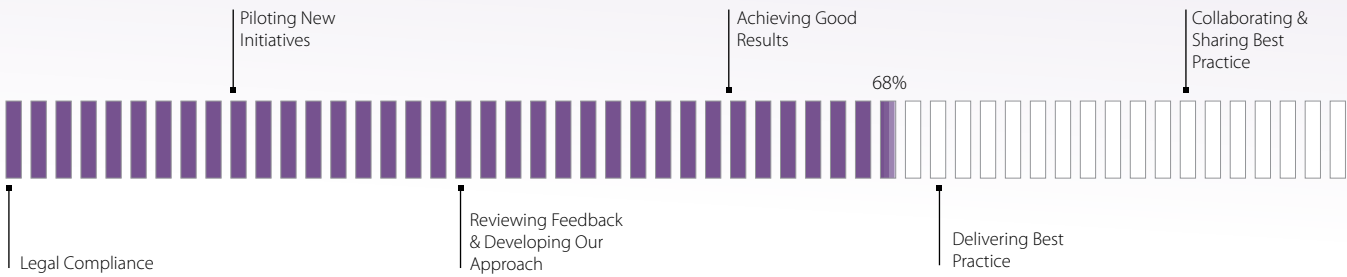 Piloting New
Initiatives
Achieving Good
Results
Collaborating &
Sharing Best
Practice
68%
Legal Compliance
Reviewing Feedback
& Developing Our
Approach
Delivering Best
Practice